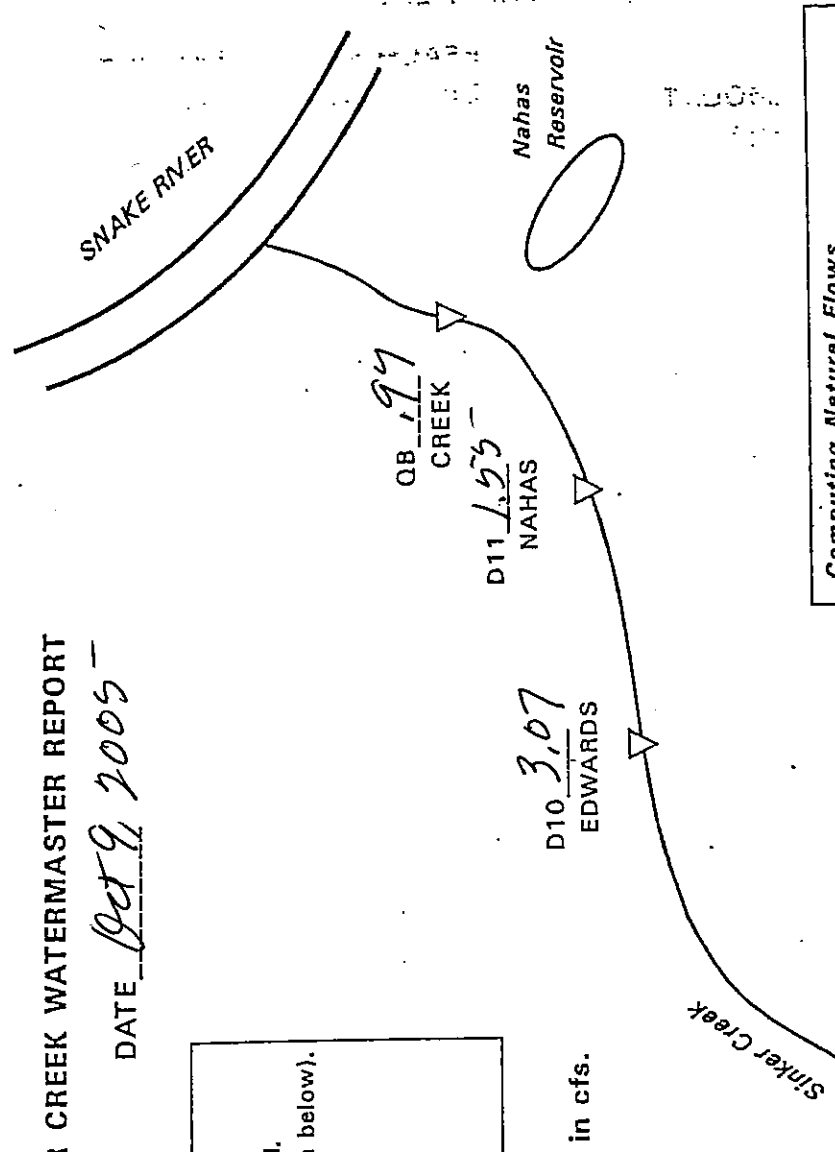 R CREEK WATERMASTER REPORT
DATE Oct 9, 2005
SNAKE RIVER
Nahas
Reservoir
QB .94
CREEK
D11 1.55
NAHAS
D10 3.07
EDWARDS
Sinker Creek
d.
n below).
in cfs.
Computing Natural Flows